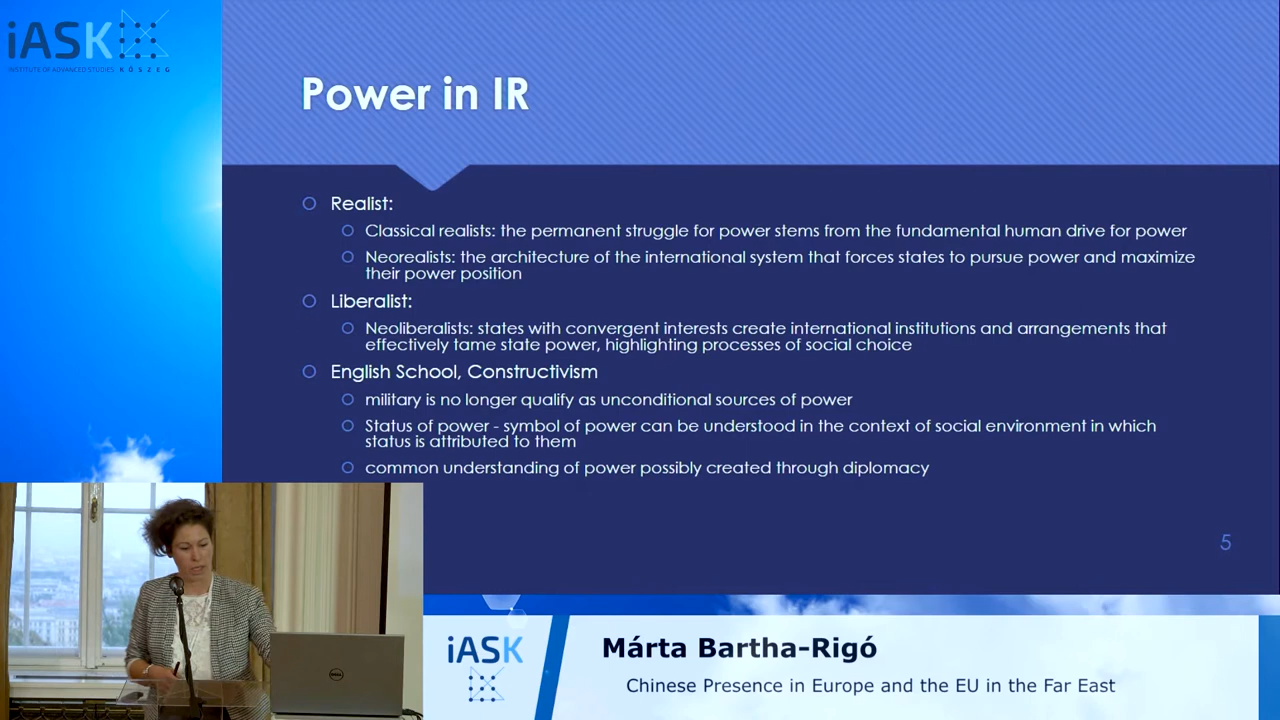 iASK
INSTITUTE OF ADVANCED STUDIES KŐSZEG
Power in IR
Realist:
Classical realists: the permanent struggle for power stems from the fundamental human drive for power
Neorealists: the architecture of the international system that forces states to pursue power and maximize
their power position
Liberalist:
Neoliberalists: states with convergent interests create international institutions and arrangements that
effectively tame state power, highlighting processes of social choice
English School, Constructivism
military is no longer qualify as unconditional sources of power
Status of power - symbol of power can be understood in the context of social environment in which
status is attributed to them
common understanding of power possibly created through diplomacy
5
DELL
iASK
Márta Bartha-Rigó
Chinese Presence in Europe and the EU in the Far East